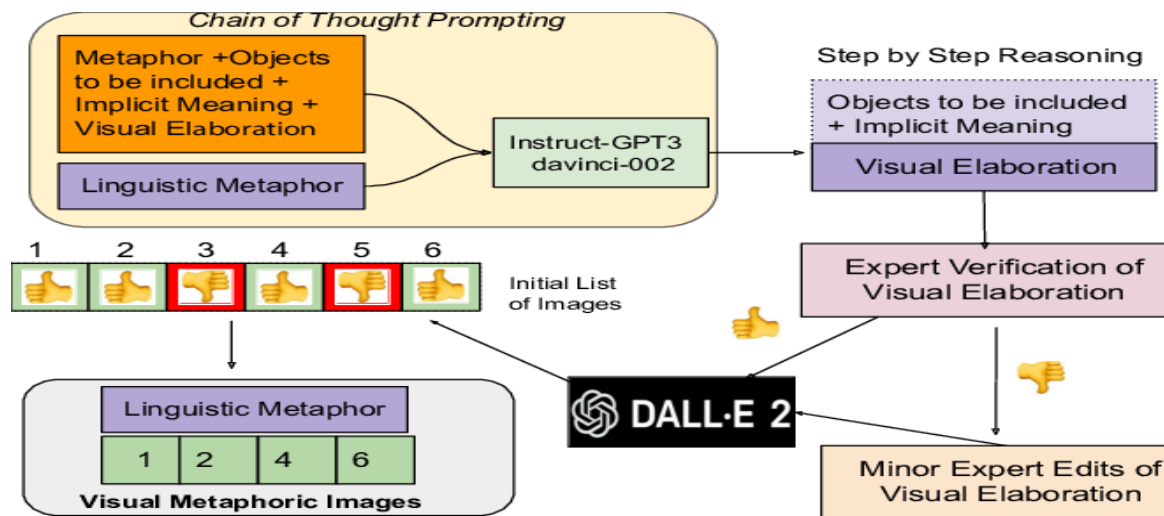 Chain of Thought Prompting
Metaphor +Objects
to be included +
Implicit Meaning +
Visual Elaboration
Linguistic Metaphor
Instruct-GPT3
davinci-002
Step by Step Reasoning
Objects to be included
+ Implicit Meaning
Visual Elaboration
Expert Verification of
Visual Elaboration
1 2 3 4 5 6
Initial List
of Images
DALL·E 2
Minor Expert Edits of
Visual Elaboration
Linguistic Metaphor
1 2 4 6
Visual Metaphoric Images